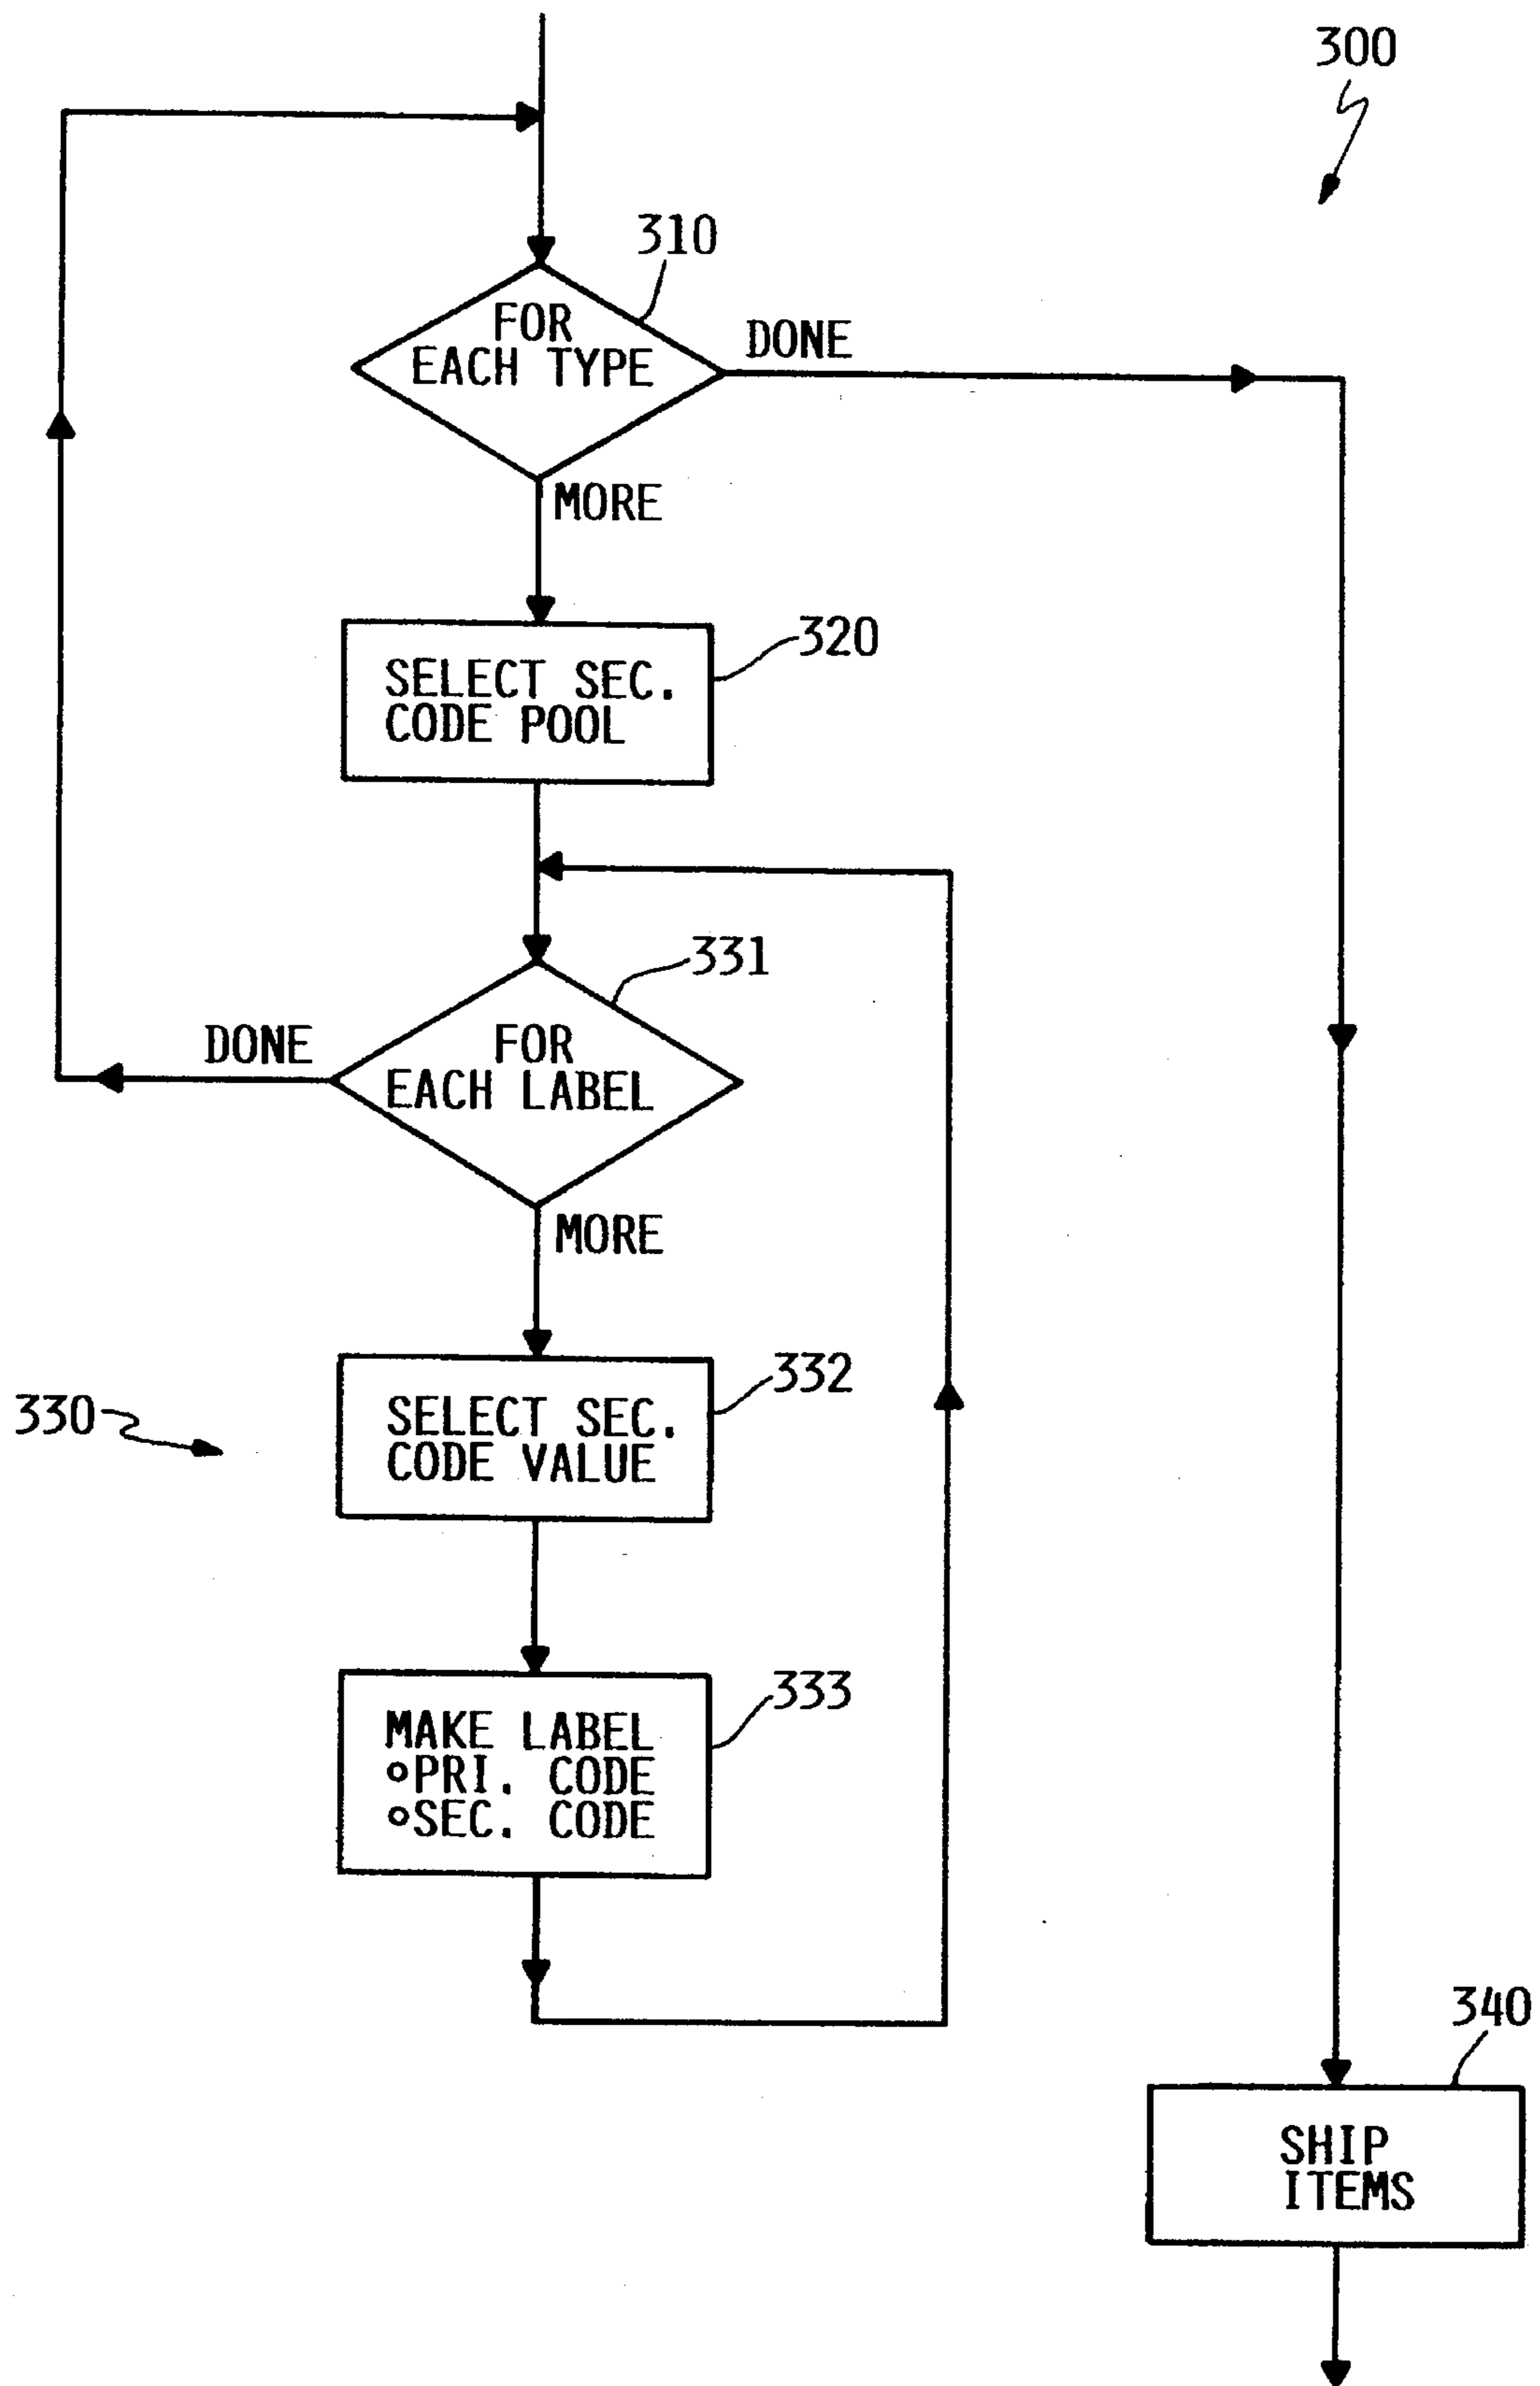 300
310
FOR
EACH TYPE
DONE
MORE
320
SELECT SEC.
CODE POOL
331
FOR
EACH LABEL
DONE
MORE
330
332
SELECT SEC.
CODE VALUE
333
MAKE LABEL
∘PRI. CODE
∘SEC. CODE
340
SHIP
ITEMS